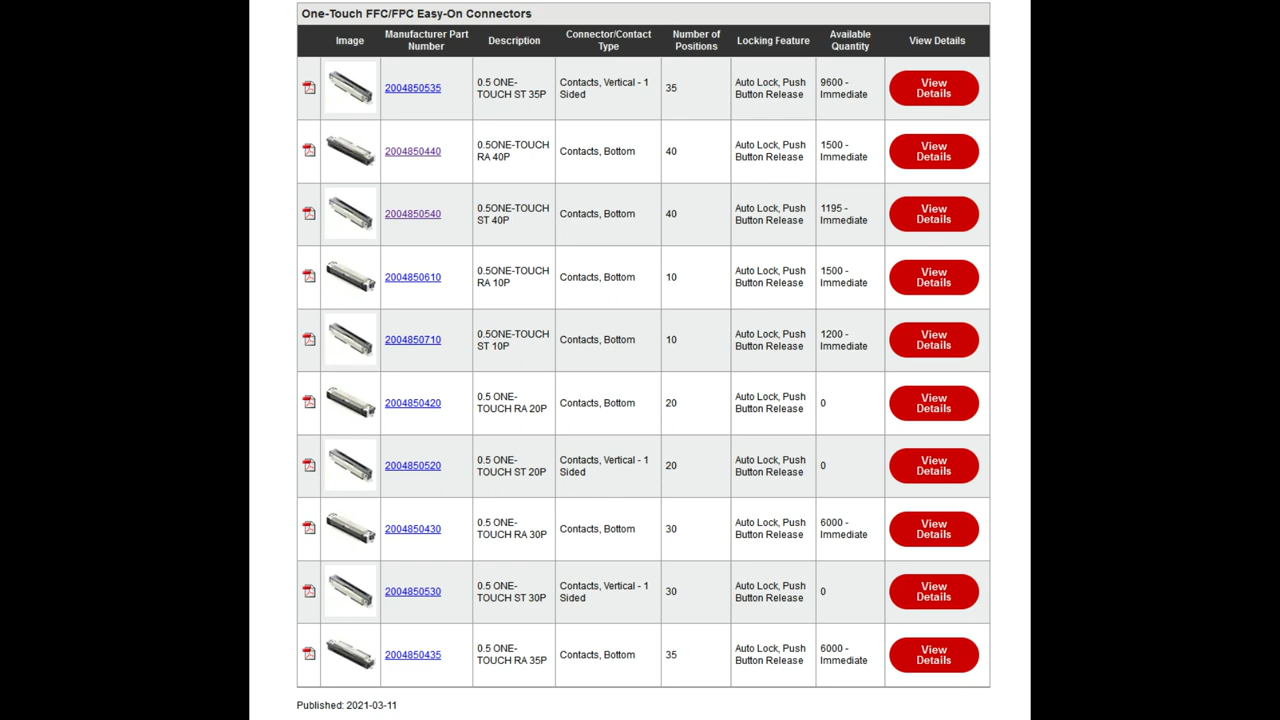 One-Touch FFC/FPC Easy-On Connectors
Image Manufacturer Part Number Description Connector/Contact Type Number of Positions Locking Feature Available Quantity View Details
2004850535 0.5 ONE-TOUCH ST 35P Contacts, Vertical - 1 Sided 35 Auto Lock, Push Button Release 9600 - Immediate View Details
2004850440 0.5ONE-TOUCH RA 40P Contacts, Bottom 40 Auto Lock, Push Button Release 1500 - Immediate View Details
2004850540 0.5ONE-TOUCH ST 40P Contacts, Bottom 40 Auto Lock, Push Button Release 1195 - Immediate View Details
2004850610 0.5ONE-TOUCH RA 10P Contacts, Bottom 10 Auto Lock, Push Button Release 1500 - Immediate View Details
2004850710 0.5ONE-TOUCH ST 10P Contacts, Bottom 10 Auto Lock, Push Button Release 1200 - Immediate View Details
2004850420 0.5 ONE-TOUCH RA 20P Contacts, Bottom 20 Auto Lock, Push Button Release 0 View Details
2004850520 0.5 ONE-TOUCH ST 20P Contacts, Vertical - 1 Sided 20 Auto Lock, Push Button Release 0 View Details
2004850430 0.5 ONE-TOUCH RA 30P Contacts, Bottom 30 Auto Lock, Push Button Release 6000 - Immediate View Details
2004850530 0.5 ONE-TOUCH ST 30P Contacts, Vertical - 1 Sided 30 Auto Lock, Push Button Release 0 View Details
2004850435 0.5 ONE-TOUCH RA 35P Contacts, Bottom 35 Auto Lock, Push Button Release 6000 - Immediate View Details
Published: 2021-03-11